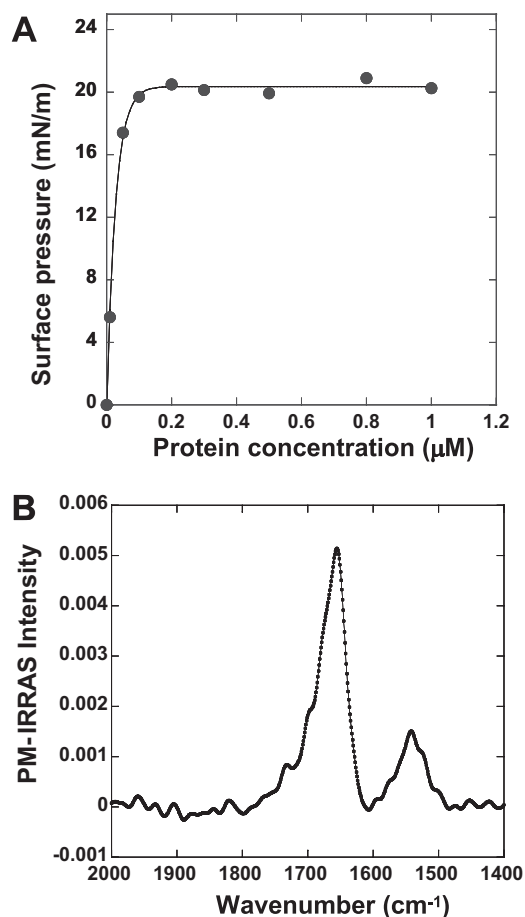 A
24
20
16
12
8
4
0
Surface pressure (mN/m)
0 0.2 0.4 0.6 0.8 1 1.2
Protein concentration (μM)
B
0.006
0.005
0.004
0.003
0.002
0.001
0
-0.001
PM-IRRAS Intensity
2000 1900 1800 1700 1600 1500 1400
Wavenumber (cm-1)